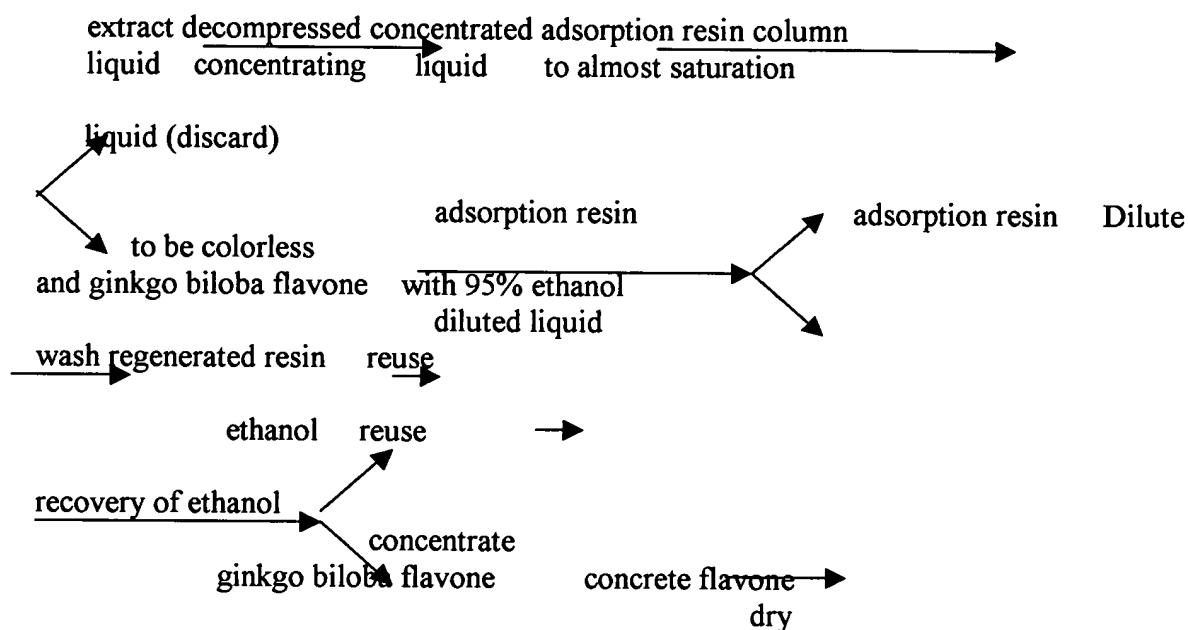 extract decompressed concentrated adsorption resin column
liquid concentrating liquid to almost saturation
liquid (discard)
adsorption resin adsorption resin Dilute
to be colorless
and ginkgo biloba flavone with 95% ethanol
diluted liquid
wash regenerated resin reuse
ethanol reuse
recovery of ethanol
concentrate
ginkgo biloba flavone concrete flavone
dry